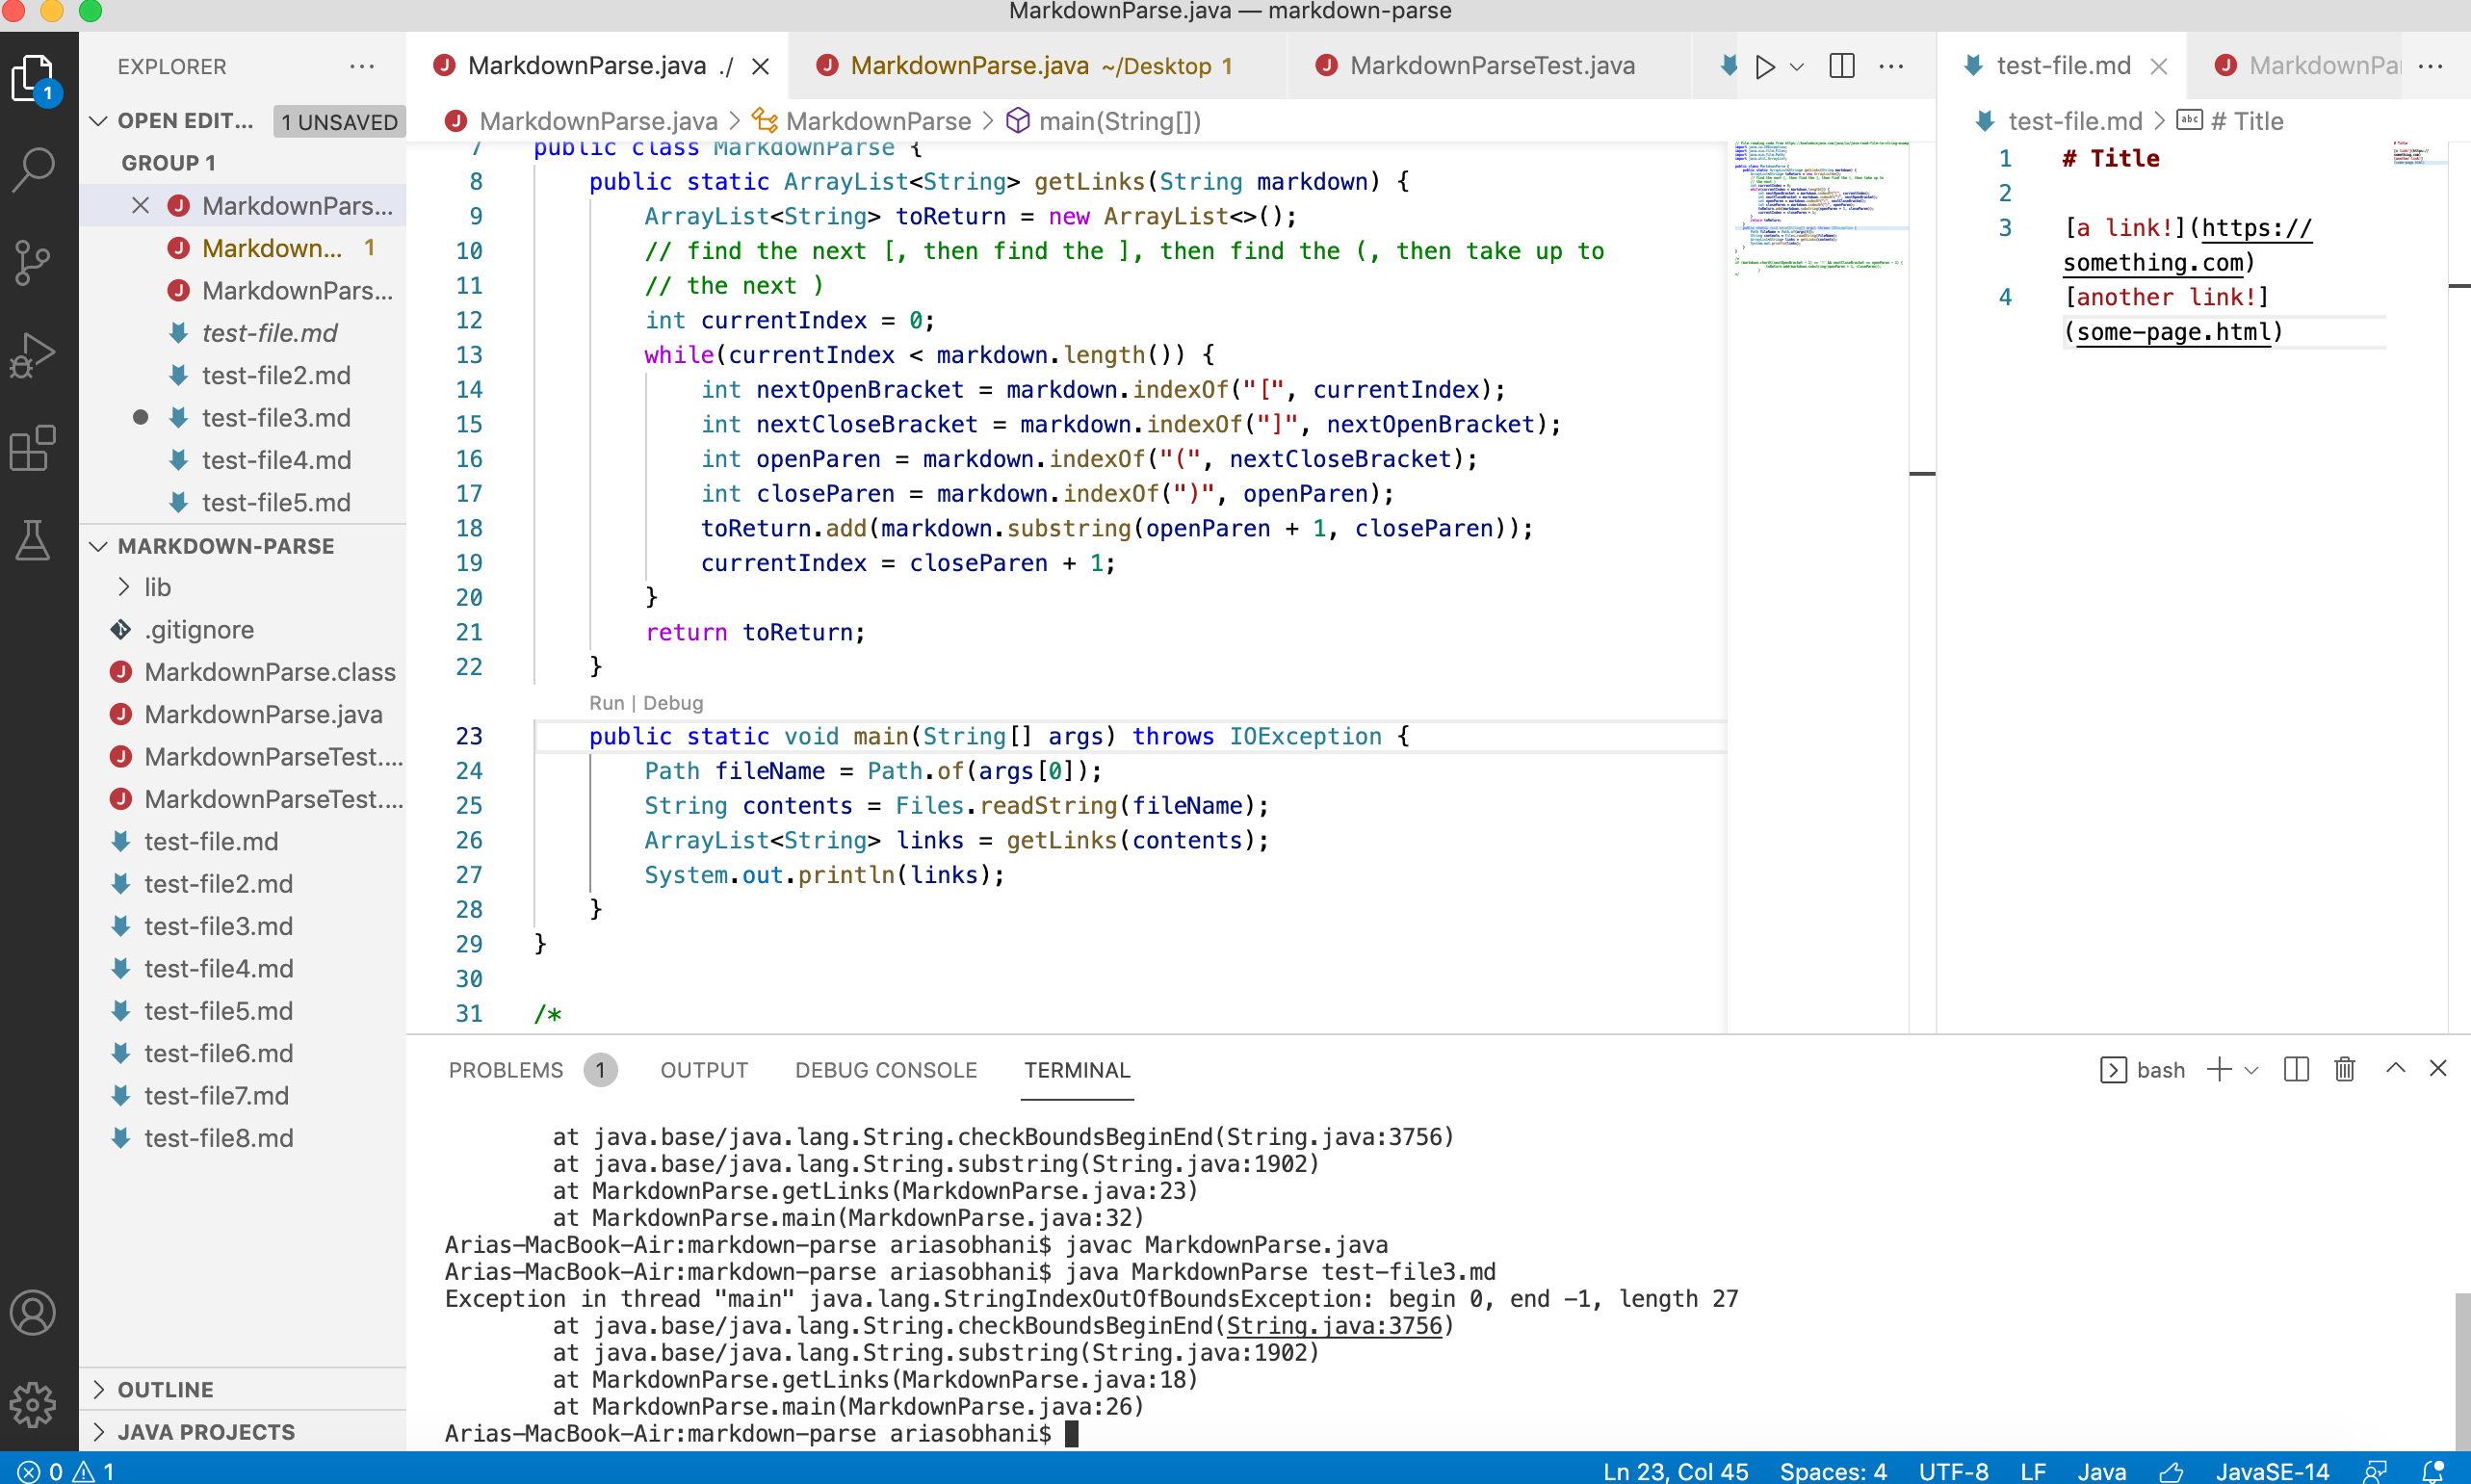 MarkdownParse.java — markdown-parse
EXPLORER
OPEN EDIT... 1 UNSAVED
GROUP 1
MarkdownPars...
Markdown... 1
MarkdownPars...
test-file.md
test-file2.md
test-file3.md
test-file4.md
test-file5.md
MARKDOWN-PARSE
lib
.gitignore
MarkdownParse.class
MarkdownParse.java
MarkdownParseTest....
MarkdownParseTest....
test-file.md
test-file2.md
test-file3.md
test-file4.md
test-file5.md
test-file6.md
test-file7.md
test-file8.md
OUTLINE
JAVA PROJECTS
1
MarkdownParse.java ./ MarkdownParse.java ~/Desktop 1 MarkdownParseTest.java
MarkdownParse.java > MarkdownParse > main(String[])
7 public class MarkdownParse {
8 public static ArrayList<String> getLinks(String markdown) {
9 ArrayList<String> toReturn = new ArrayList<>();
10 // find the next [, then find the ], then find the (, then take up to
11 // the next )
12 int currentIndex = 0;
13 while(currentIndex < markdown.length()) {
14 int nextOpenBracket = markdown.indexOf("[", currentIndex);
15 int nextCloseBracket = markdown.indexOf("]", nextOpenBracket);
16 int openParen = markdown.indexOf("(", nextCloseBracket);
17 int closeParen = markdown.indexOf(")", openParen);
18 toReturn.add(markdown.substring(openParen + 1, closeParen));
19 currentIndex = closeParen + 1;
20 }
21 return toReturn;
22 }
Run | Debug
23 public static void main(String[] args) throws IOException {
24 Path fileName = Path.of(args[0]);
25 String contents = Files.readString(fileName);
26 ArrayList<String> links = getLinks(contents);
27 System.out.println(links);
28 }
29 }
30
31 /*
test-file.md MarkdownPa
test-file.md > abc # Title
1 # Title
2
3 [a link!](https://
something.com)
4 [another link!]
(some-page.html)
PROBLEMS 1 OUTPUT DEBUG CONSOLE TERMINAL
bash
at java.base/java.lang.String.checkBoundsBeginEnd(String.java:3756)
at java.base/java.lang.String.substring(String.java:1902)
at MarkdownParse.getLinks(MarkdownParse.java:23)
at MarkdownParse.main(MarkdownParse.java:32)
Arias-MacBook-Air:markdown-parse ariasobhani$ javac MarkdownParse.java
Arias-MacBook-Air:markdown-parse ariasobhani$ java MarkdownParse test-file3.md
Exception in thread "main" java.lang.StringIndexOutOfBoundsException: begin 0, end -1, length 27
at java.base/java.lang.String.checkBoundsBeginEnd(String.java:3756)
at java.base/java.lang.String.substring(String.java:1902)
at MarkdownParse.getLinks(MarkdownParse.java:18)
at MarkdownParse.main(MarkdownParse.java:26)
Arias-MacBook-Air:markdown-parse ariasobhani$
0 1 Ln 23, Col 45 Spaces: 4 UTF-8 LF Java JavaSE-14